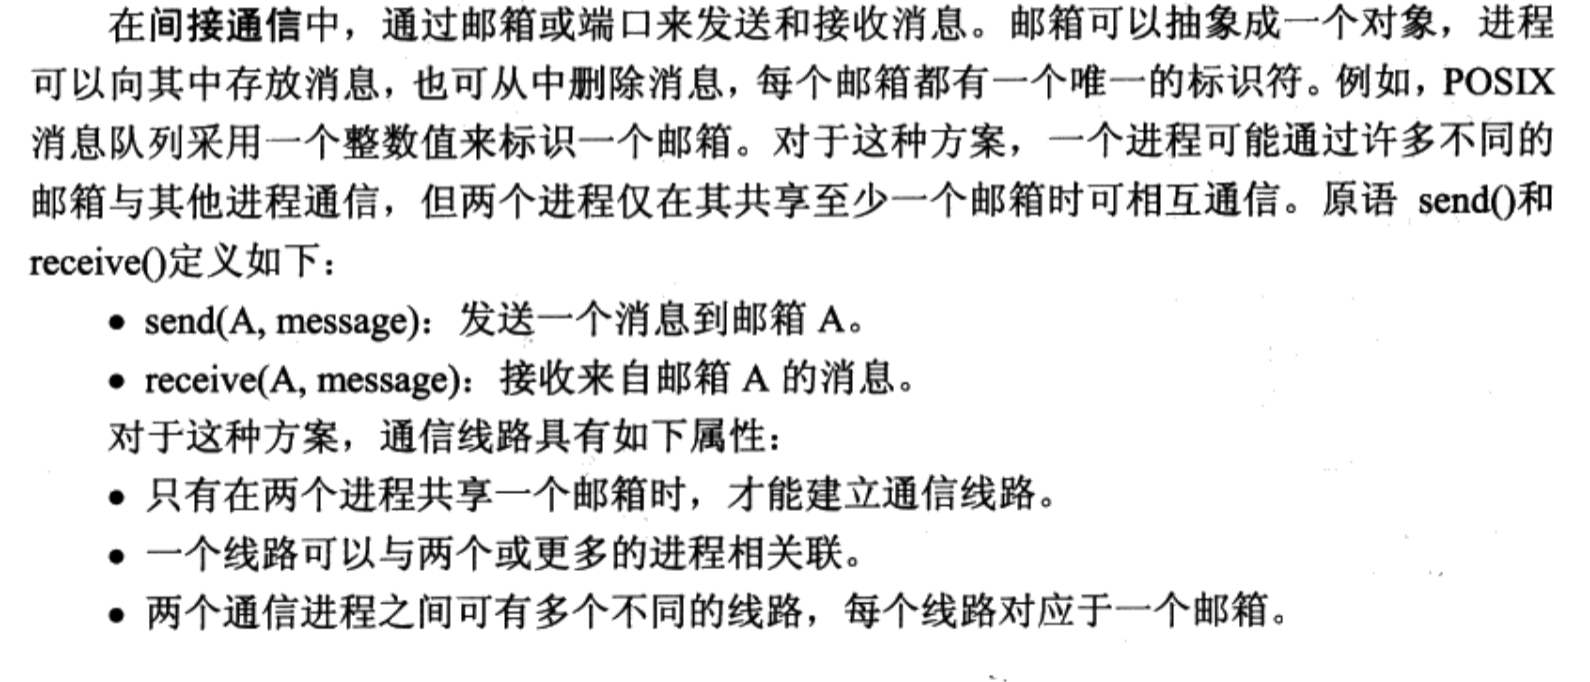 在间接通信中，通过邮箱或端口来发送和接收消息。邮箱可以抽象成一个对象，进程
可以向其中存放消息，也可从中删除消息，每个邮箱都有一个唯一的标识符。例如，POSIX
消息队列采用一个整数值来标识一个邮箱。对于这种方案，一个进程可能通过许多不同的
邮箱与其他进程通信，但两个进程仅在其共享至少一个邮箱时可相互通信。原语 send()和
receive()定义如下：
● send(A, message)：发送一个消息到邮箱 A。
● receive(A, message)：接收来自邮箱 A 的消息。
对于这种方案，通信线路具有如下属性：
● 只有在两个进程共享一个邮箱时，才能建立通信线路。
● 一个线路可以与两个或更多的进程相关联。
● 两个通信进程之间可有多个不同的线路，每个线路对应于一个邮箱。